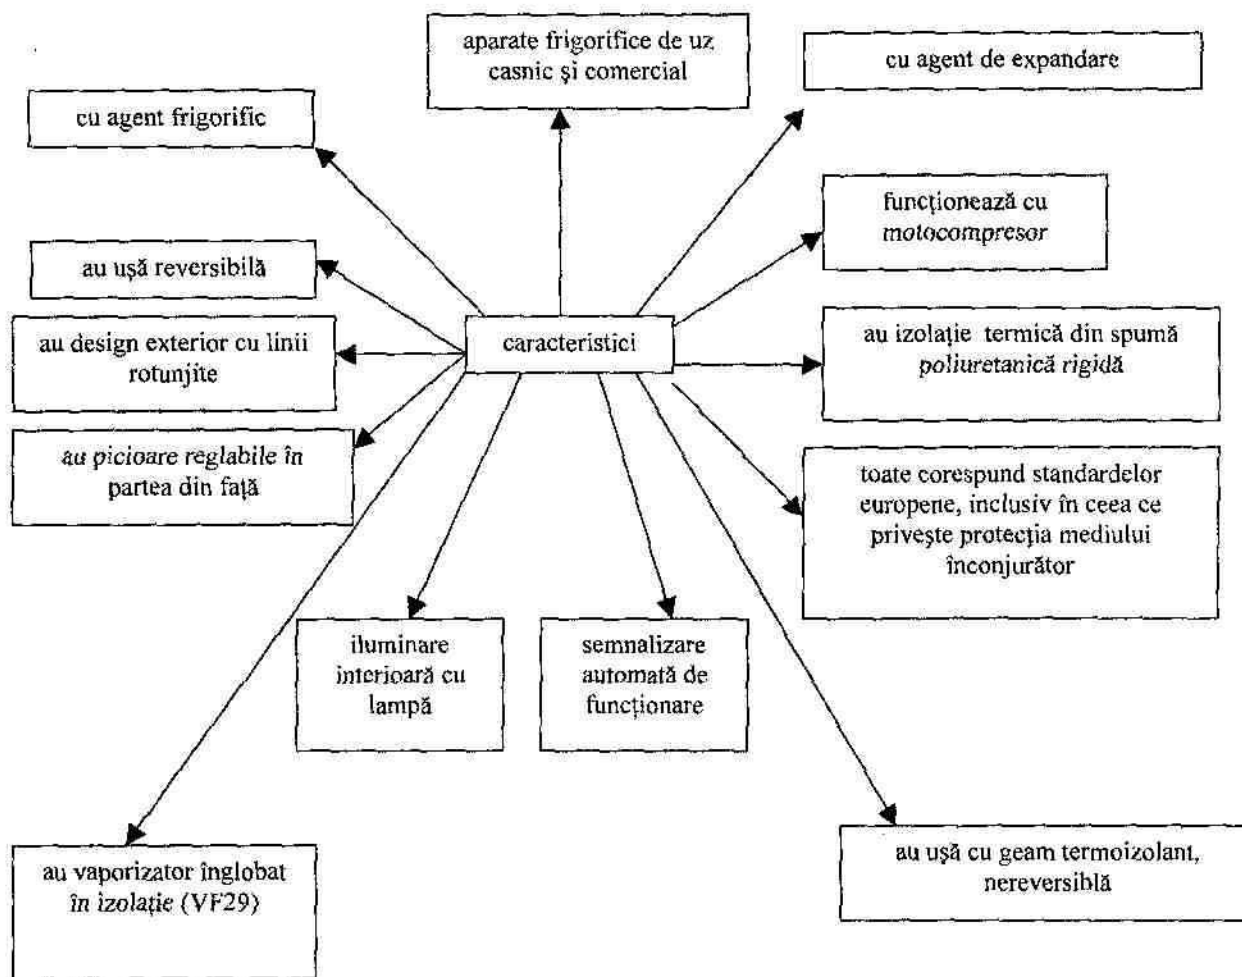 aparate frigorifice de uz
casnic şi comercial
cu agent de expandare
cu agent frigorific
funcţionează cu
motocompresor
au uşă reversibilă
au design exterior cu linii
rotunjite
caracteristici
au izolaţie termică din spumă
poliuretanică rigidă
au picioare reglabile în
partea din faţă
toate corespund standardelor
europene, inclusiv în ceea ce
priveşte protecţia mediului
înconjurător
iluminare
interioară cu
lampă
semnalizare
automată de
funcţionare
au vaporizator înglobat
în izolaţie (VF29)
au uşă cu geam termoizolant,
nereversiblă